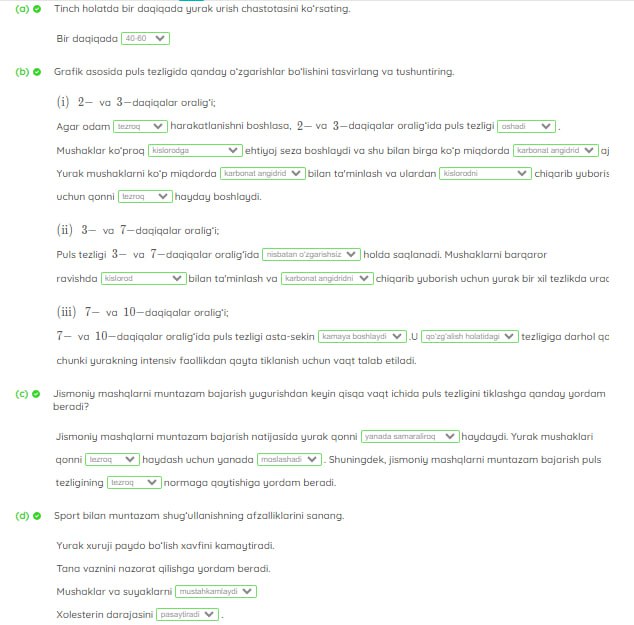 (a) Tinch holatda bir daqiqada yurak urish chastotasini ko'rsating.
Bir daqiqada 40-60
(b) Grafik asosida puls tezligida qanday o'zgarishlar bo'lishini tasvirlang va tushuntiring.
(i) 2— va 3—daqiqalar oralig'i;
Agar odam tezroq harakatlanishni boshlasa, 2— va 3—daqiqalar oralig'ida puls tezligi oshadi .
Mushaklar ko'proq kislorodga ehtiyoj seza boshlaydi va shu bilan birga ko'p miqdorda karbonat angidrid aj
Yurak mushaklarni ko'p miqdorda karbonat angidrid bilan ta'minlash va ulardan kislorodni chiqarib yuboris
uchun qonni tezroq hayday boshlaydi.
(ii) 3— va 7—daqiqalar oralig'i;
Puls tezligi 3— va 7—daqiqalar oralig'ida nisbatan o'zgarishsiz holda saqlanadi. Mushaklarni barqaror
ravishda kislorod bilan ta'minlash va karbonat angidridni chiqarib yuborish uchun yurak bir xil tezlikda urac
(iii) 7— va 10—daqiqalar oralig'i;
7— va 10—daqiqalar oralig'ida puls tezligi asta-sekin kamaya boshlaydi .U qo'zg'alish holatidagi tezligiga darhol qa
chunki yurakning intensiv faollikdan qayta tiklanish uchun vaqt talab etiladi.
(c) Jismoniy mashqlarni muntazam bajarish yugurishdan keyin qisqa vaqt ichida puls tezligini tiklashga qanday yordam
beradi?
Jismoniy mashqlarni muntazam bajarish natijasida yurak qonni yanada samaraliroq haydaydi. Yurak mushaklari
qonni tezroq haydash uchun yanada moslashadi . Shuningdek, jismoniy mashqlarni muntazam bajarish puls
tezligining tezroq normaga qaytishiga yordam beradi.
(d) Sport bilan muntazam shug'ullanishning afzalliklarini sanang.
Yurak xuruji paydo bo'lish xavfini kamaytiradi.
Tana vaznini nazorat qilishga yordam beradi.
Mushaklar va suyaklarni mustahkamlaydi
Xolesterin darajasini pasaytiradi .